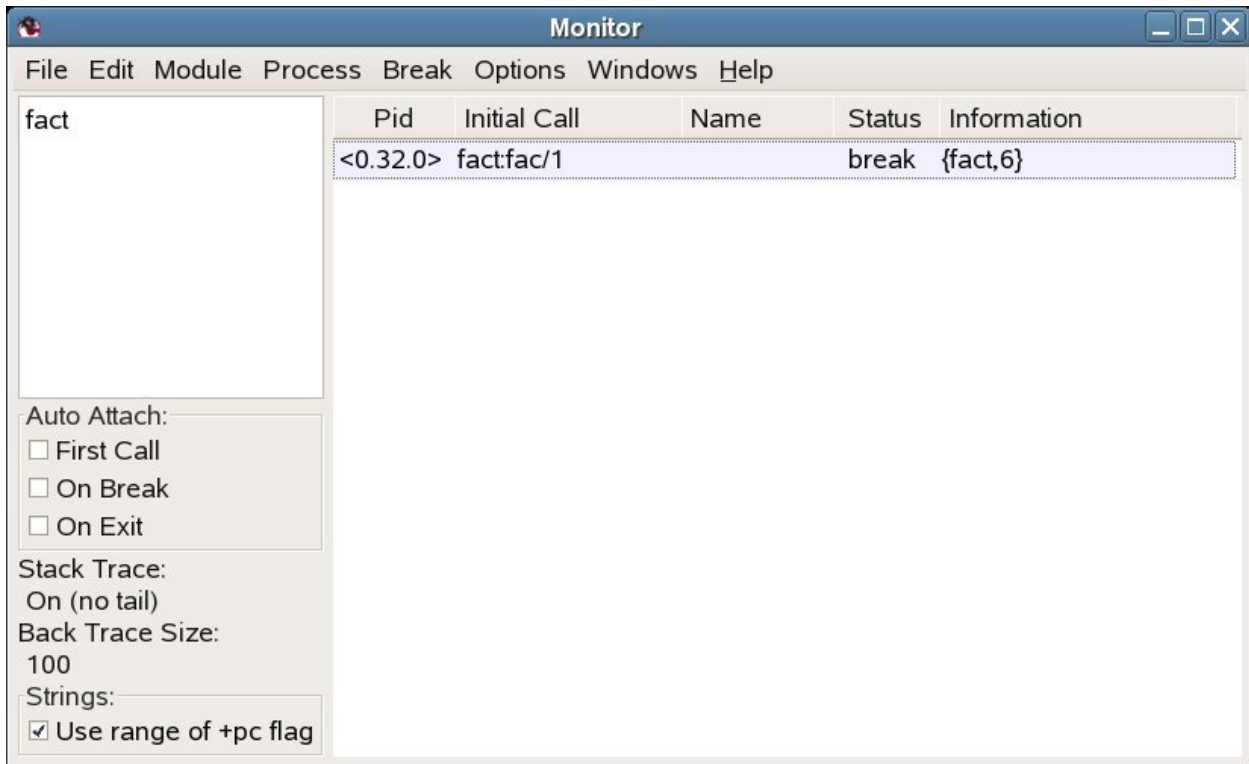 Monitor
File Edit Module Process Break Options Windows Help
fact
Pid Initial Call Name Status Information
<0.32.0> fact:fac/1 break {fact,6}
Auto Attach:
First Call
On Break
On Exit
Stack Trace:
On (no tail)
Back Trace Size:
100
Strings:
Use range of +pc flag